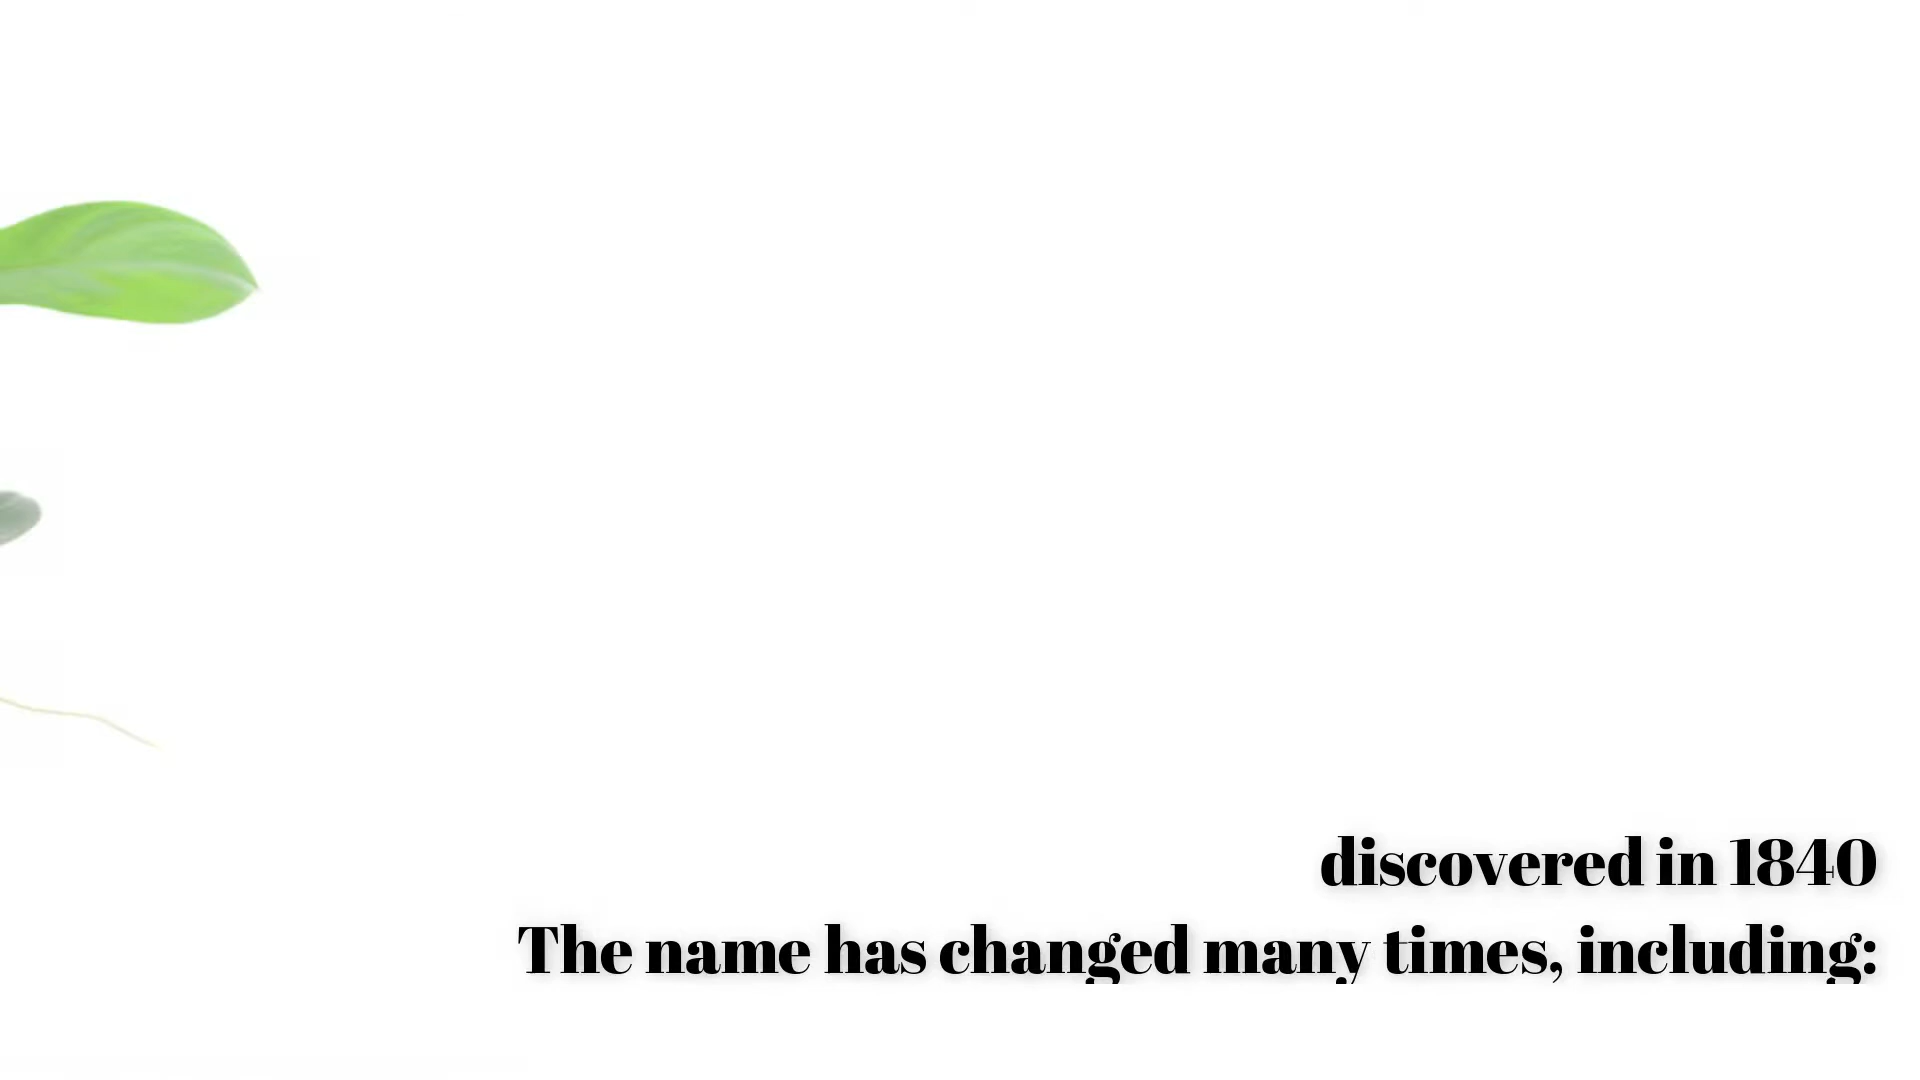 discovered in 1840
The name has changed many times, including: